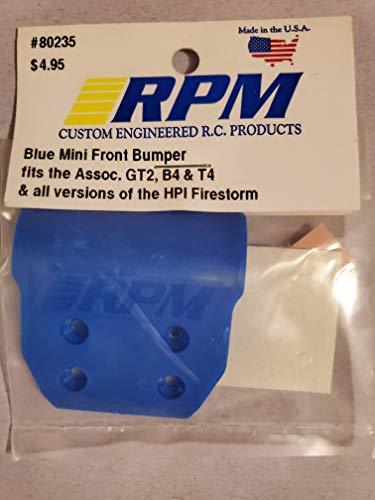 #80235
$4.95
Made in the U.S.A.
RPM
CUSTOM ENGINEERED R.C. PRODUCTS
Blue Mini Front Bumper
fits the Assoc. GT2, B4 & T4
& all versions of the HPI Firestorm
RPM